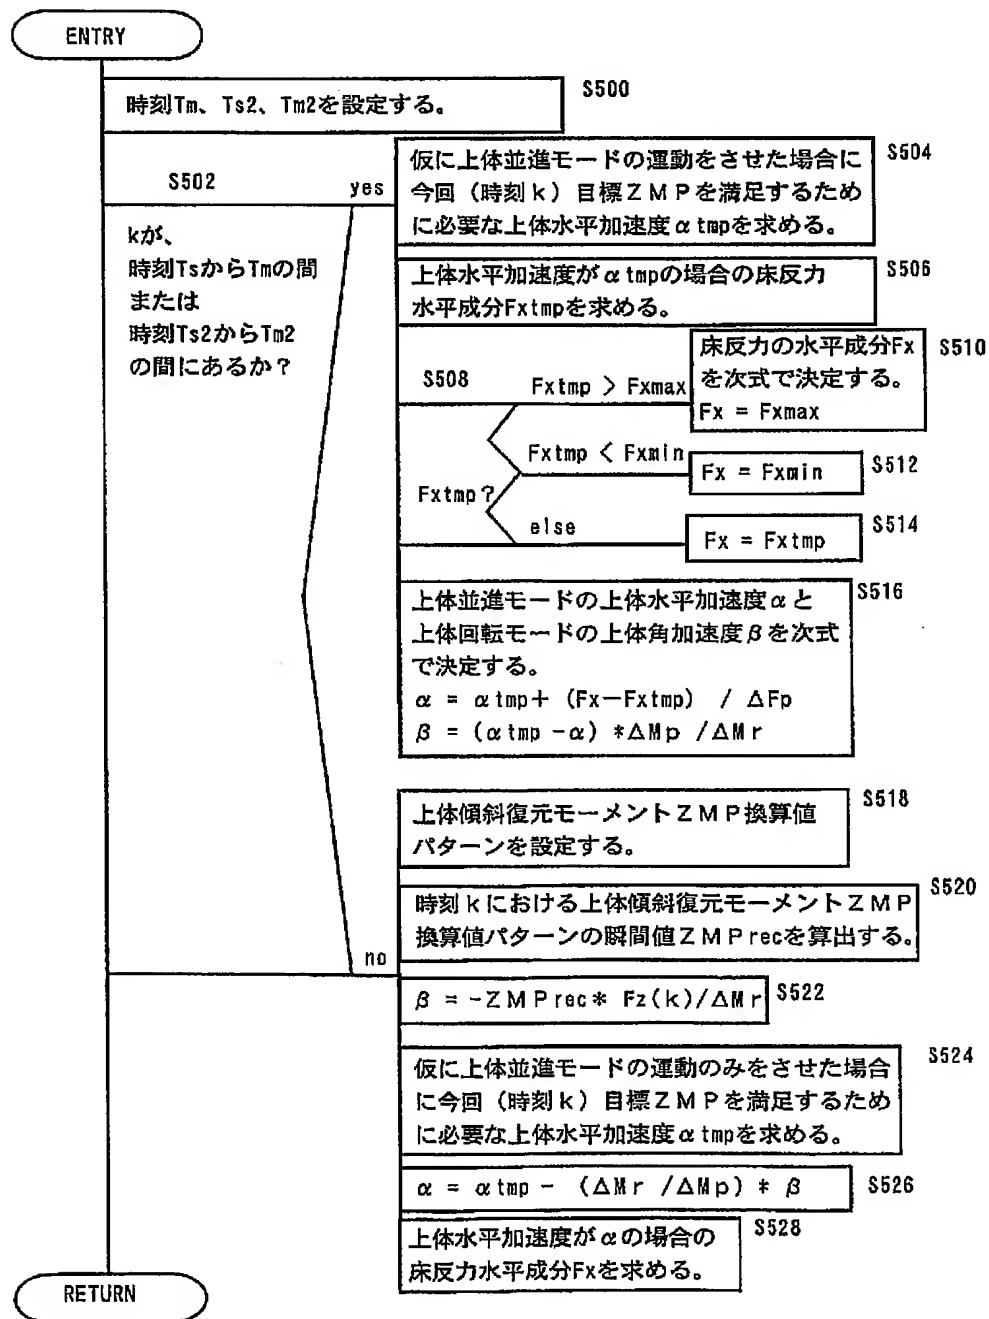 ENTRY
時刻Tm、Ts2、Tm2を設定する。
S500
S502
yes
kが、
時刻TsからTmの間
または
時刻Ts2からTm2
の間にあるか？
仮に上体並進モードの運動をさせた場合に
今回（時刻ｋ）目標ＺＭＰを満足するため
に必要な上体水平加速度αtmpを求める。
S504
上体水平加速度がαtmpの場合の床反力
水平成分Fxtmpを求める。
S506
S508
Fxtmp > Fxmax
床反力の水平成分Fx
を次式で決定する。
Fx = Fxmax
S510
Fxtmp < Fxmin
Fx = Fxmin
S512
Fxtmp？
else
Fx = Fxtmp
S514
上体並進モードの上体水平加速度αと
上体回転モードの上体角加速度βを次式
で決定する。
α = αtmp＋ (Fx－Fxtmp) / ΔFp
β = (αtmp -α) *ΔMp /ΔMr
S516
上体傾斜復元モーメントＺＭＰ換算値
パターンを設定する。
S518
時刻ｋにおける上体傾斜復元モーメントＺＭＰ
換算値パターンの瞬間値ＺＭＰrecを算出する。
S520
no
β = -ＺＭＰrec＊ Fz(k)/ΔMr
S522
仮に上体並進モードの運動のみをさせた場合
に今回（時刻ｋ）目標ＺＭＰを満足するため
に必要な上体水平加速度αtmpを求める。
S524
α = αtmp - (ΔMr /ΔMp) * β
S526
上体水平加速度がαの場合の
床反力水平成分Fxを求める。
S528
RETURN